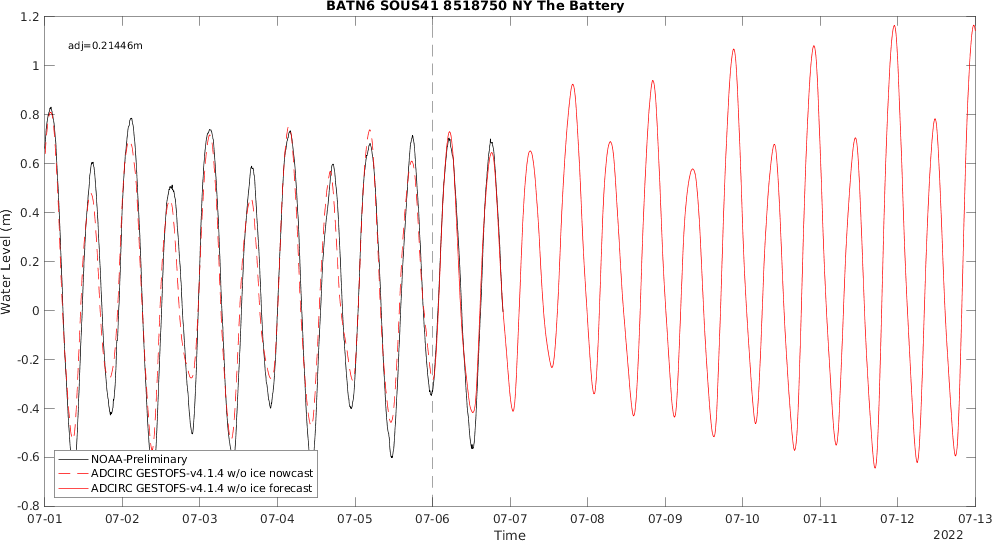 BATN6 SOUS41 8518750 NY The Battery
adj=0.21446m
1.2
1
0.8
0.6
0.4
0.2
0
-0.2
-0.4
-0.6
-0.8
Water Level (m)
NOAA-Preliminary
ADCIRC GESTOFS-v4.1.4 w/o ice nowcast
ADCIRC GESTOFS-v4.1.4 w/o ice forecast
07-01 07-02 07-03 07-04 07-05 07-06 07-07 07-08 07-09 07-10 07-11 07-12 07-13
Time
2022